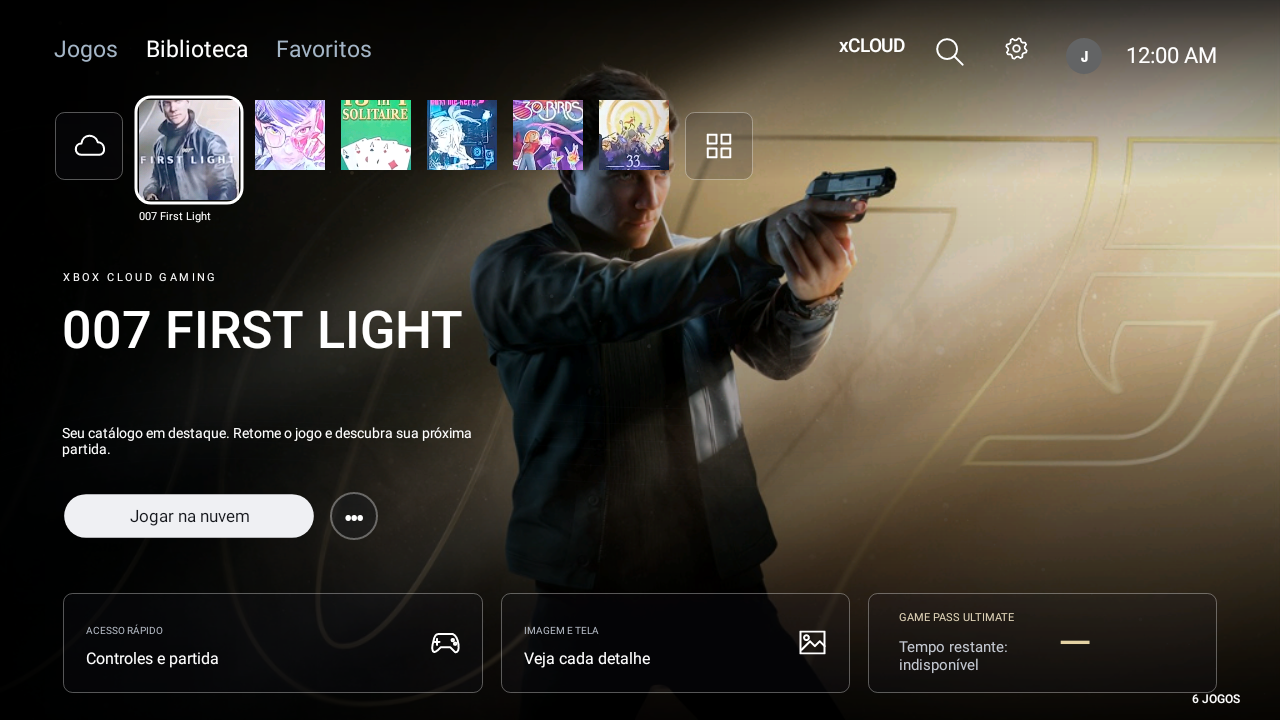 Jogos Biblioteca Favoritos
xCLOUD
J
12:00 AM
FIRST LIGHT
SOLITAIRE
30 BIRDS
33
007 First Light
XBOX CLOUD GAMING
007 FIRST LIGHT
Seu catálogo em destaque. Retome o jogo e descubra sua próxima
partida.
Jogar na nuvem
ACESSO RÁPIDO
Controles e partida
IMAGEM E TELA
Veja cada detalhe
GAME PASS ULTIMATE
Tempo restante:
indisponível
6 JOGOS